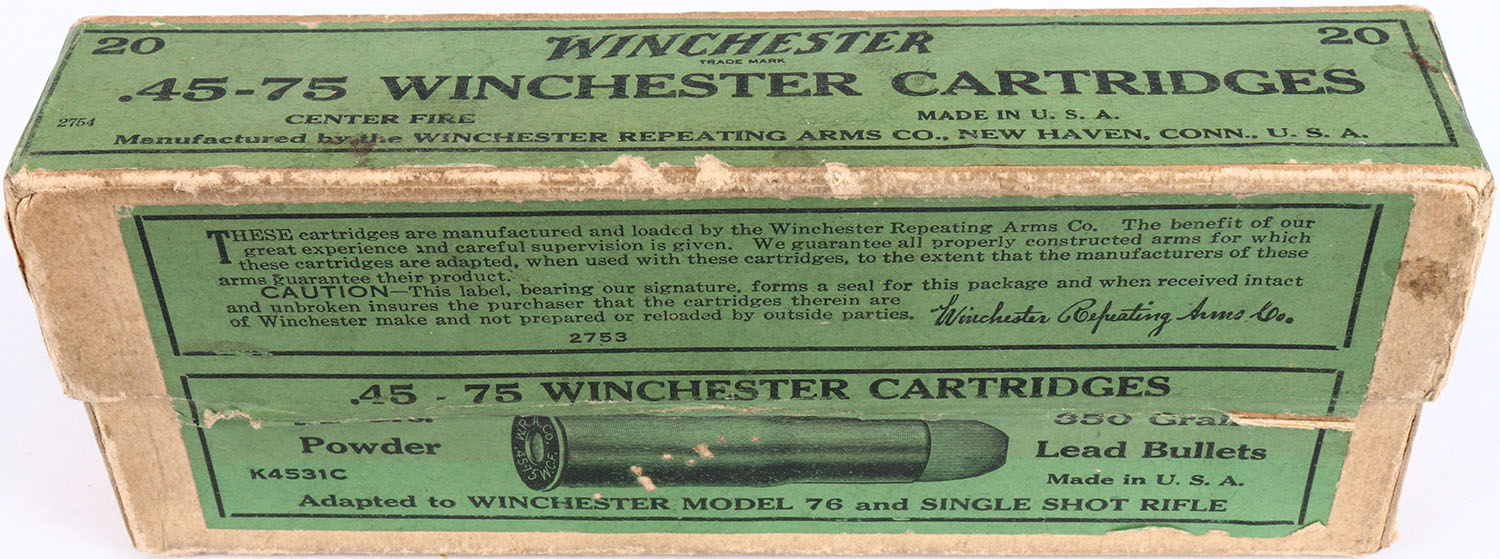 20 WINCHESTER 20
TRADE MARK
.45-75 WINCHESTER CARTRIDGES
CENTER FIRE MADE IN U. S. A.
2754
Manufactured by the WINCHESTER REPEATING ARMS CO., NEW HAVEN, CONN., U. S. A.
THESE cartridges are manufactured and loaded by the Winchester Repeating Arms Co. The benefit of our
great experience and careful supervision is given. We guarantee all properly constructed arms for which
these cartridges are adapted, when used with these cartridges, to the extent that the manufacturers of these
arms guarantee their product.
CAUTION—This label, bearing our signature, forms a seal for this package and when received intact
and unbroken insures the purchaser that the cartridges therein are
of Winchester make and not prepared or reloaded by outside parties. Winchester Repeating Arms Co.
2753
.45 - 75 WINCHESTER CARTRIDGES
350 Grain
Powder
Lead Bullets
W.R.A.Co.
.45-75 W.C.F.
K4531C
Made in U. S. A.
Adapted to WINCHESTER MODEL 76 and SINGLE SHOT RIFLE